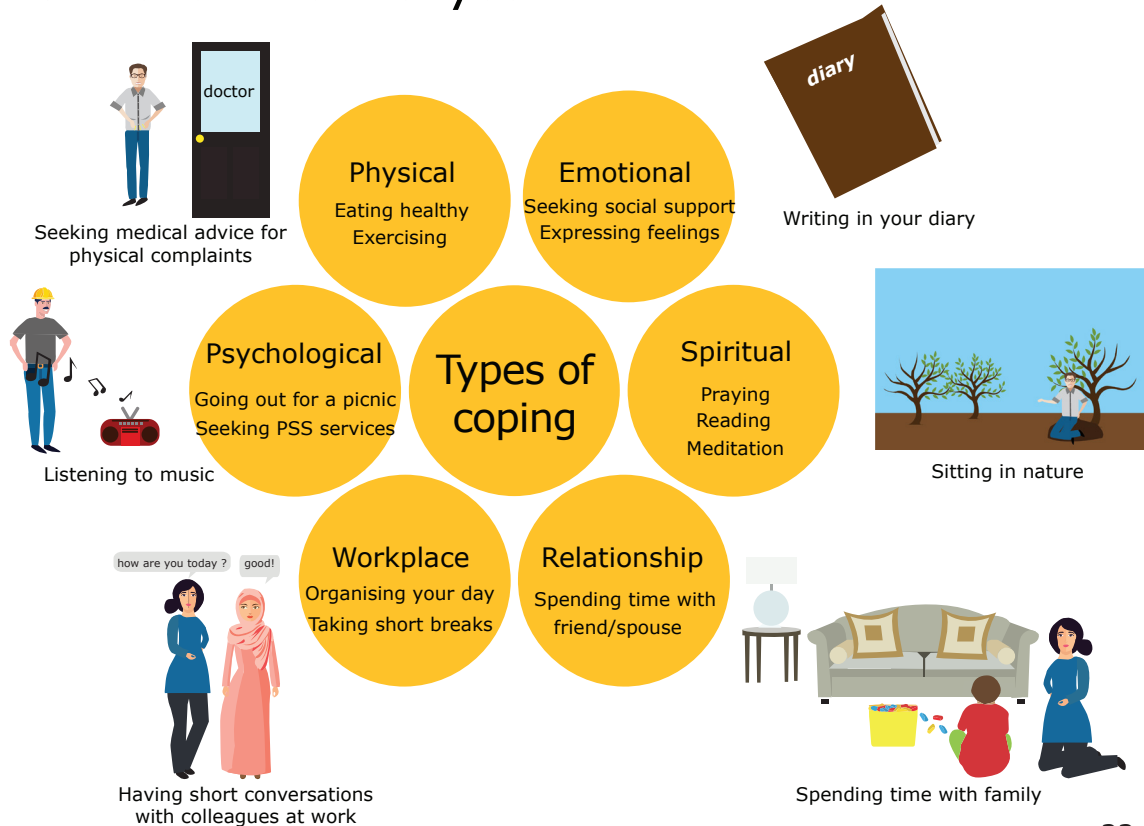 doctor
Seeking medical advice for
physical complaints
Physical
Eating healthy
Exercising
Emotional
Seeking social support
Expressing feelings
diary
Writing in your diary
Psychological
Going out for a picnic
Seeking PSS services
Listening to music
Types of
coping
Spiritual
Praying
Reading
Meditation
Sitting in nature
Workplace
Organising your day
Taking short breaks
how are you today ?
good!
Having short conversations
with colleagues at work
Relationship
Spending time with
friend/spouse
Spending time with family